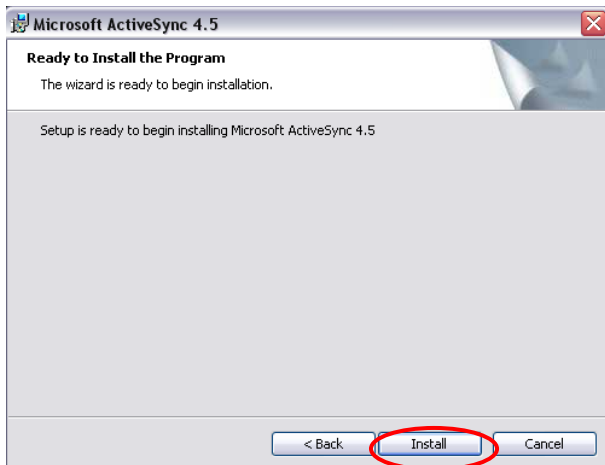 Microsoft ActiveSync 4.5
Ready to Install the Program
The wizard is ready to begin installation.
Setup is ready to begin installing Microsoft ActiveSync 4.5
< Back Install Cancel